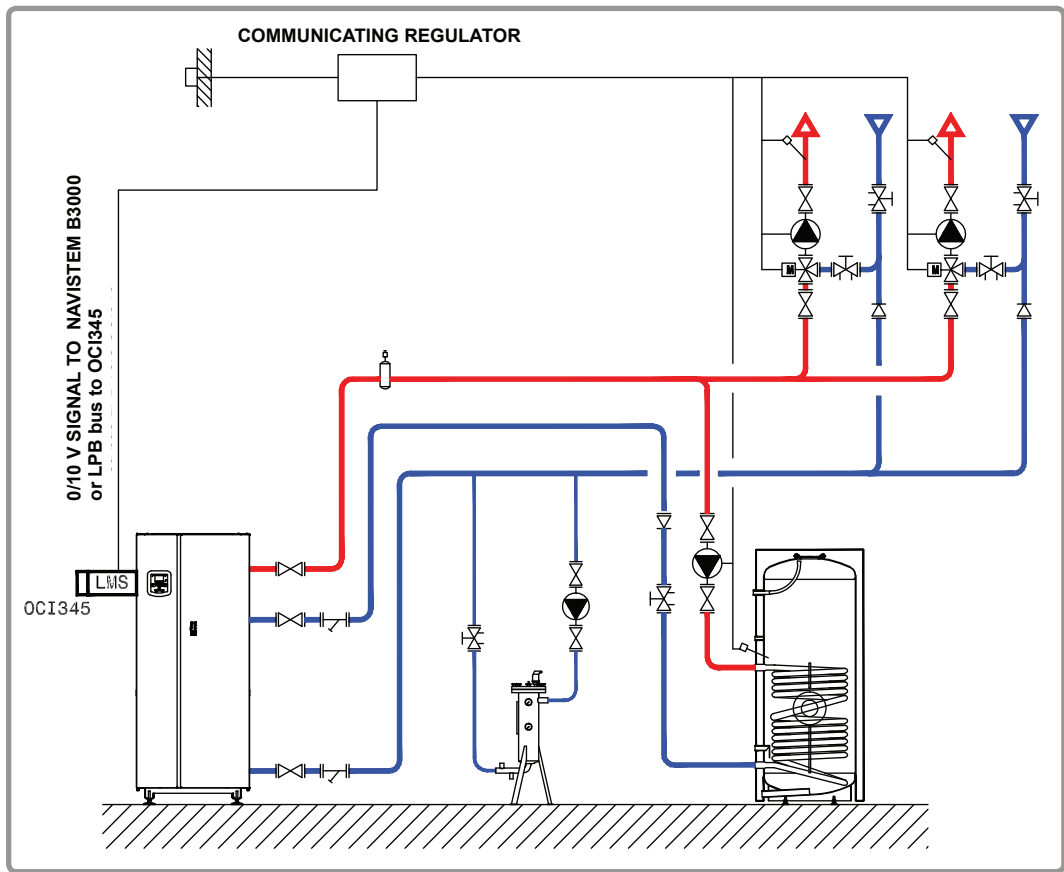 COMMUNICATING REGULATOR
0/10 V SIGNAL TO NAVISTEM B3000
or LPB bus to OCI345
M
M
LMS
OCI345